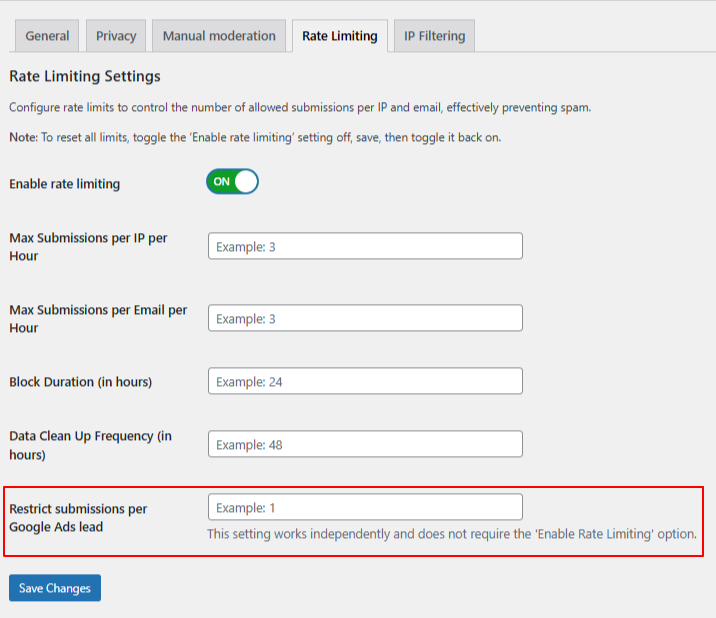 General
Privacy
Manual moderation
Rate Limiting
IP Filtering
Rate Limiting Settings
Configure rate limits to control the number of allowed submissions per IP and email, effectively preventing spam.
Note: To reset all limits, toggle the 'Enable rate limiting' setting off, save, then toggle it back on.
Enable rate limiting
ON
Max Submissions per IP per
Hour
Example: 3
Max Submissions per Email per
Hour
Example: 3
Block Duration (in hours)
Example: 24
Data Clean Up Frequency (in
hours)
Example: 48
Restrict submissions per
Google Ads lead
Example: 1
This setting works independently and does not require the 'Enable Rate Limiting' option.
Save Changes